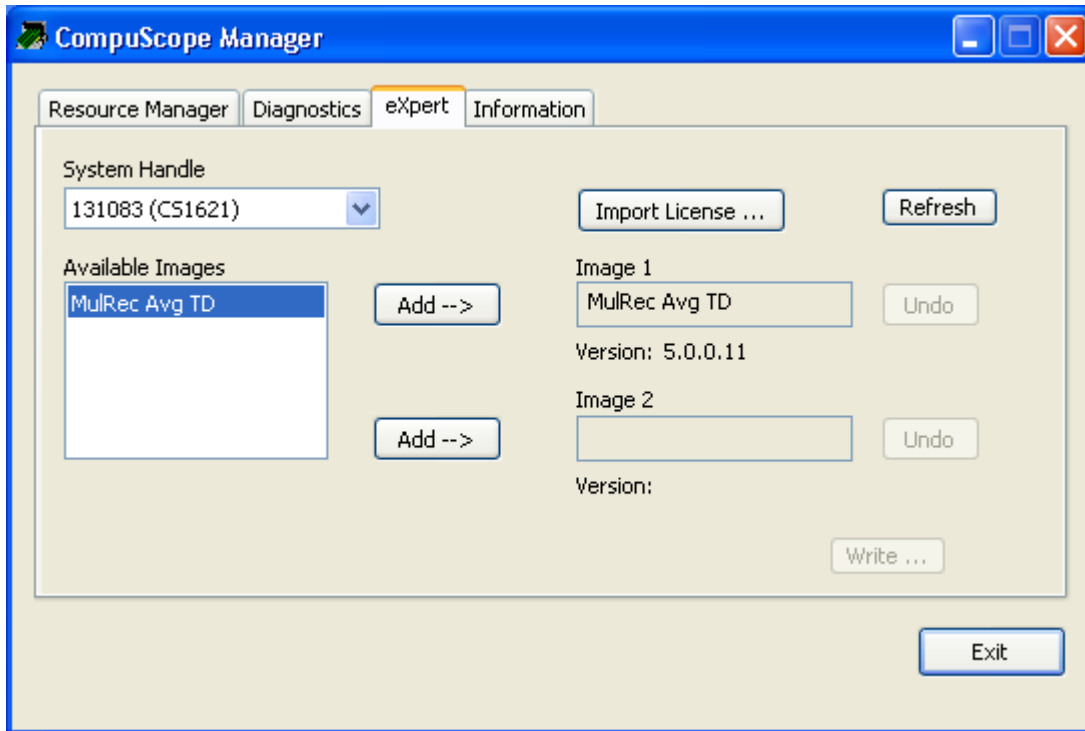 CompuScope Manager
Resource Manager
Diagnostics
eXpert
Information
System Handle
131083 (CS1621)
Import License ...
Refresh
Available Images
Image 1
MulRec Avg TD
Add -->
MulRec Avg TD
Undo
Version: 5.0.0.11
Image 2
Add -->
Undo
Version:
Write ...
Exit